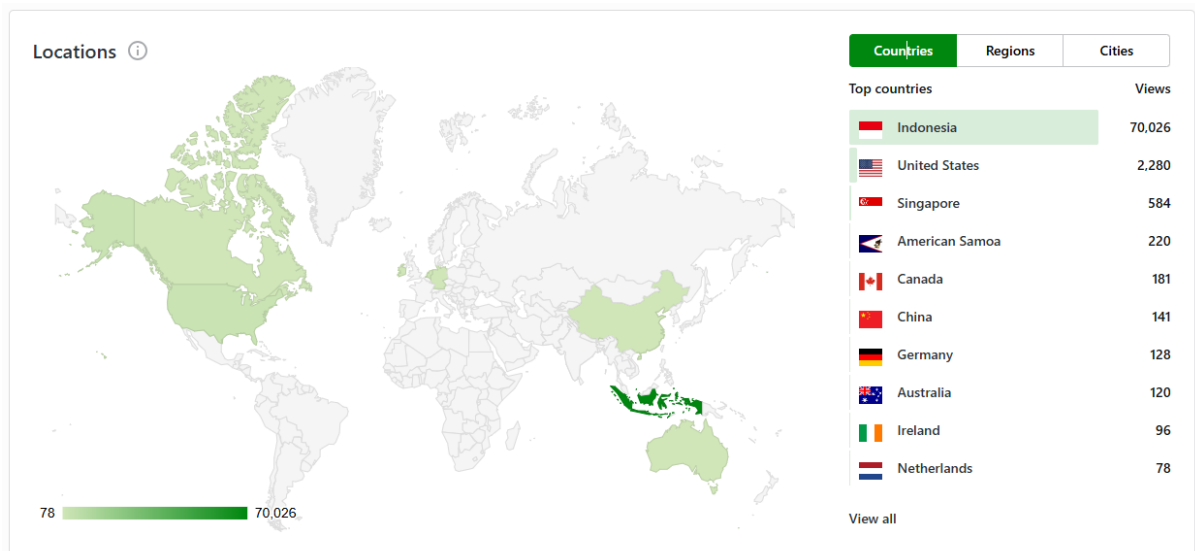 Locations
Countries Regions Cities
Top countries Views
Indonesia 70,026
United States 2,280
Singapore 584
American Samoa 220
Canada 181
China 141
Germany 128
Australia 120
Ireland 96
Netherlands 78
View all
78 70,026